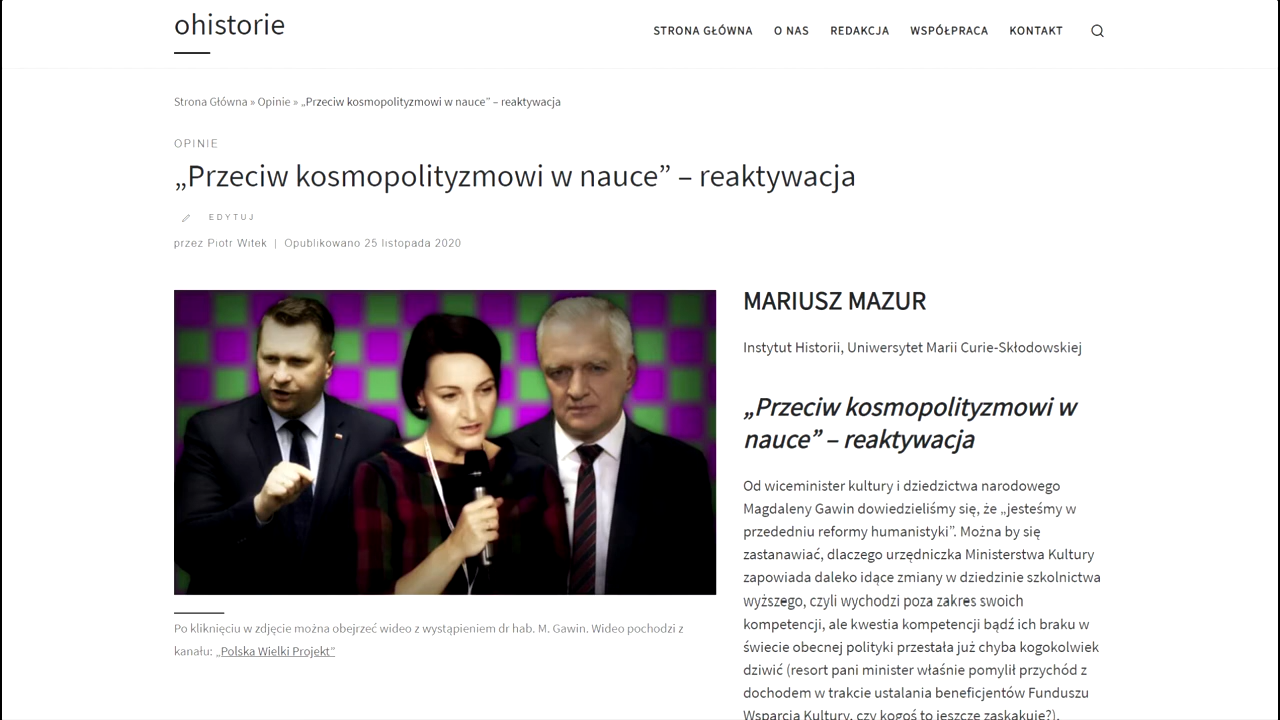 ohistorie
STRONA GŁÓWNA O NAS REDAKCJA WSPÓŁPRACA KONTAKT
Strona Główna » Opinie » „Przeciw kosmopolityzmowi w nauce” – reaktywacja
OPINIE
„Przeciw kosmopolityzmowi w nauce” – reaktywacja
EDYTUJ
przez Piotr Witek | Opublikowano 25 listopada 2020
Po kliknięciu w zdjęcie można obejrzeć wideo z wystąpieniem dr hab. M. Gawin. Wideo pochodzi z
kanału: „Polska Wielki Projekt”
MARIUSZ MAZUR
Instytut Historii, Uniwersytet Marii Curie-Skłodowskiej
„Przeciw kosmopolityzmowi w
nauce” – reaktywacja
Od wiceminister kultury i dziedzictwa narodowego
Magdaleny Gawin dowiedzieliśmy się, że „jesteśmy w
przededniu reformy humanistyki”. Można by się
zastanawiać, dlaczego urzędniczka Ministerstwa Kultury
zapowiada daleko idące zmiany w dziedzinie szkolnictwa
wyższego, czyli wychodzi poza zakres swoich
kompetencji, ale kwestia kompetencji bądź ich braku w
świecie obecnej polityki przestała już chyba kogokolwiek
dziwić (resort pani minister właśnie pomylił przychód z
dochodem w trakcie ustalania beneficjentów Funduszu
Wsparcia Kultury, czy kogoś to jeszcze zaskakuje?).